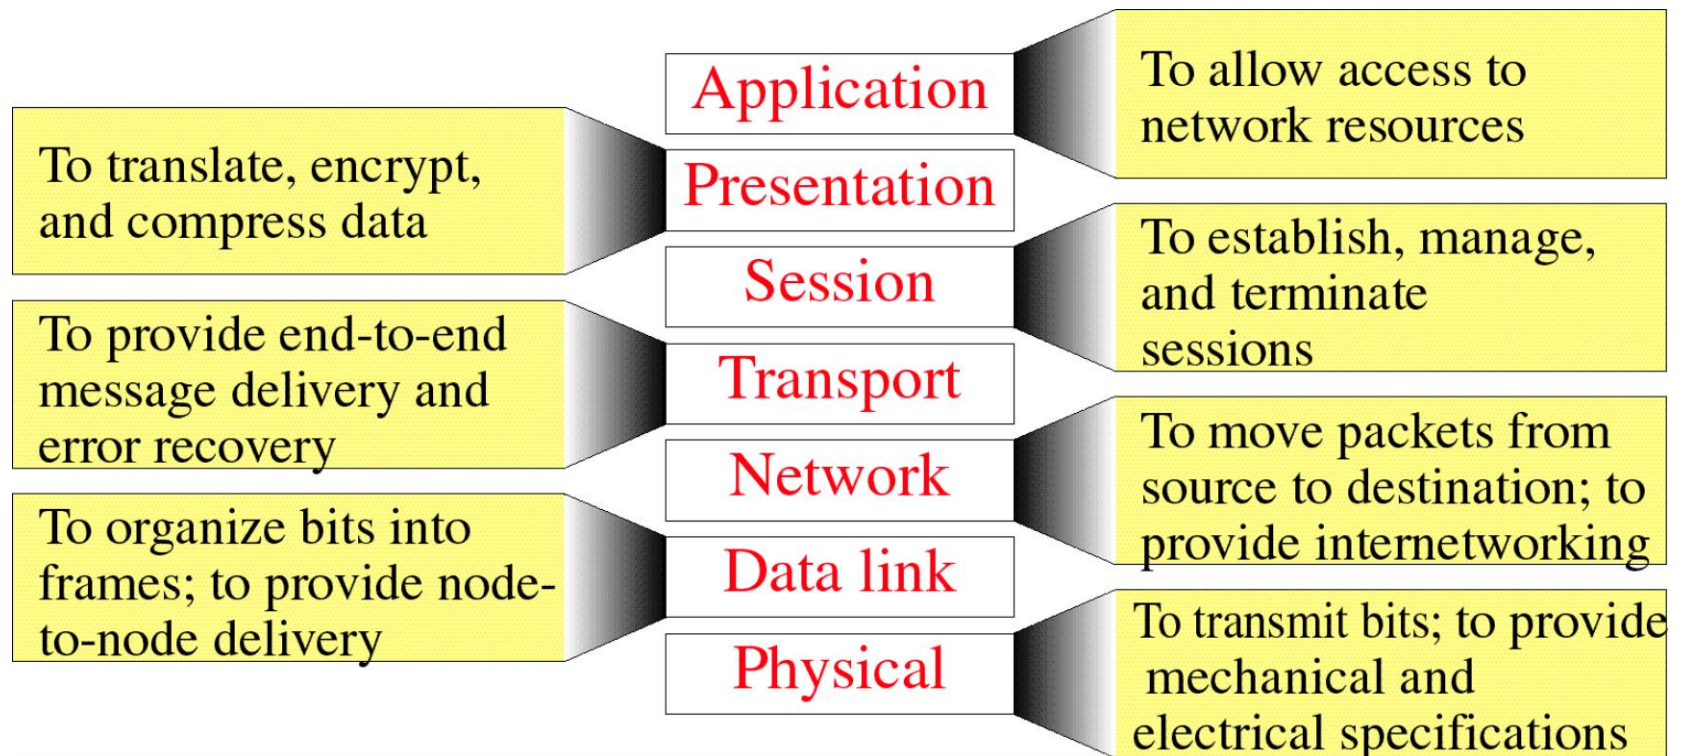 Application
To allow access to
network resources
To translate, encrypt,
and compress data
Presentation
Session
To establish, manage,
and terminate
sessions
To provide end-to-end
message delivery and
error recovery
Transport
Network
To move packets from
source to destination; to
provide internetworking
To organize bits into
frames; to provide node-
to-node delivery
Data link
Physical
To transmit bits; to provide
mechanical and
electrical specifications